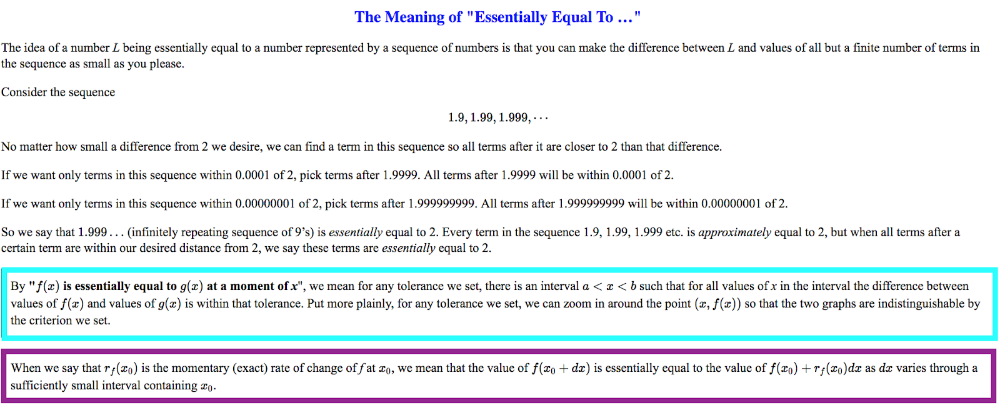 The Meaning of "Essentially Equal To ..."
The idea of a number L being essentially equal to a number represented by a sequence of numbers is that you can make the difference between L and values of all but a finite number of terms in
the sequence as small as you please.
Consider the sequence
1.9, 1.99, 1.999, ···
No matter how small a difference from 2 we desire, we can find a term in this sequence so all terms after it are closer to 2 than that difference.
If we want only terms in this sequence within 0.0001 of 2, pick terms after 1.9999. All terms after 1.9999 will be within 0.0001 of 2.
If we want only terms in this sequence within 0.00000001 of 2, pick terms after 1.999999999. All terms after 1.999999999 will be within 0.00000001 of 2.
So we say that 1.999... (infinitely repeating sequence of 9’s) is essentially equal to 2. Every term in the sequence 1.9, 1.99, 1.999 etc. is approximately equal to 2, but when all terms after a
certain term are within our desired distance from 2, we say these terms are essentially equal to 2.
By "f(x) is essentially equal to g(x) at a moment of x", we mean for any tolerance we set, there is an interval a < x < b such that for all values of x in the interval the difference between
values of f(x) and values of g(x) is within that tolerance. Put more plainly, for any tolerance we set, we can zoom in around the point (x, f(x)) so that the two graphs are indistinguishable by
the criterion we set.
When we say that r_f(x₀) is the momentary (exact) rate of change of f at x₀, we mean that the value of f(x₀ + dx) is essentially equal to the value of f(x₀) + r_f(x₀)dx as dx varies through a
sufficiently small interval containing x₀.